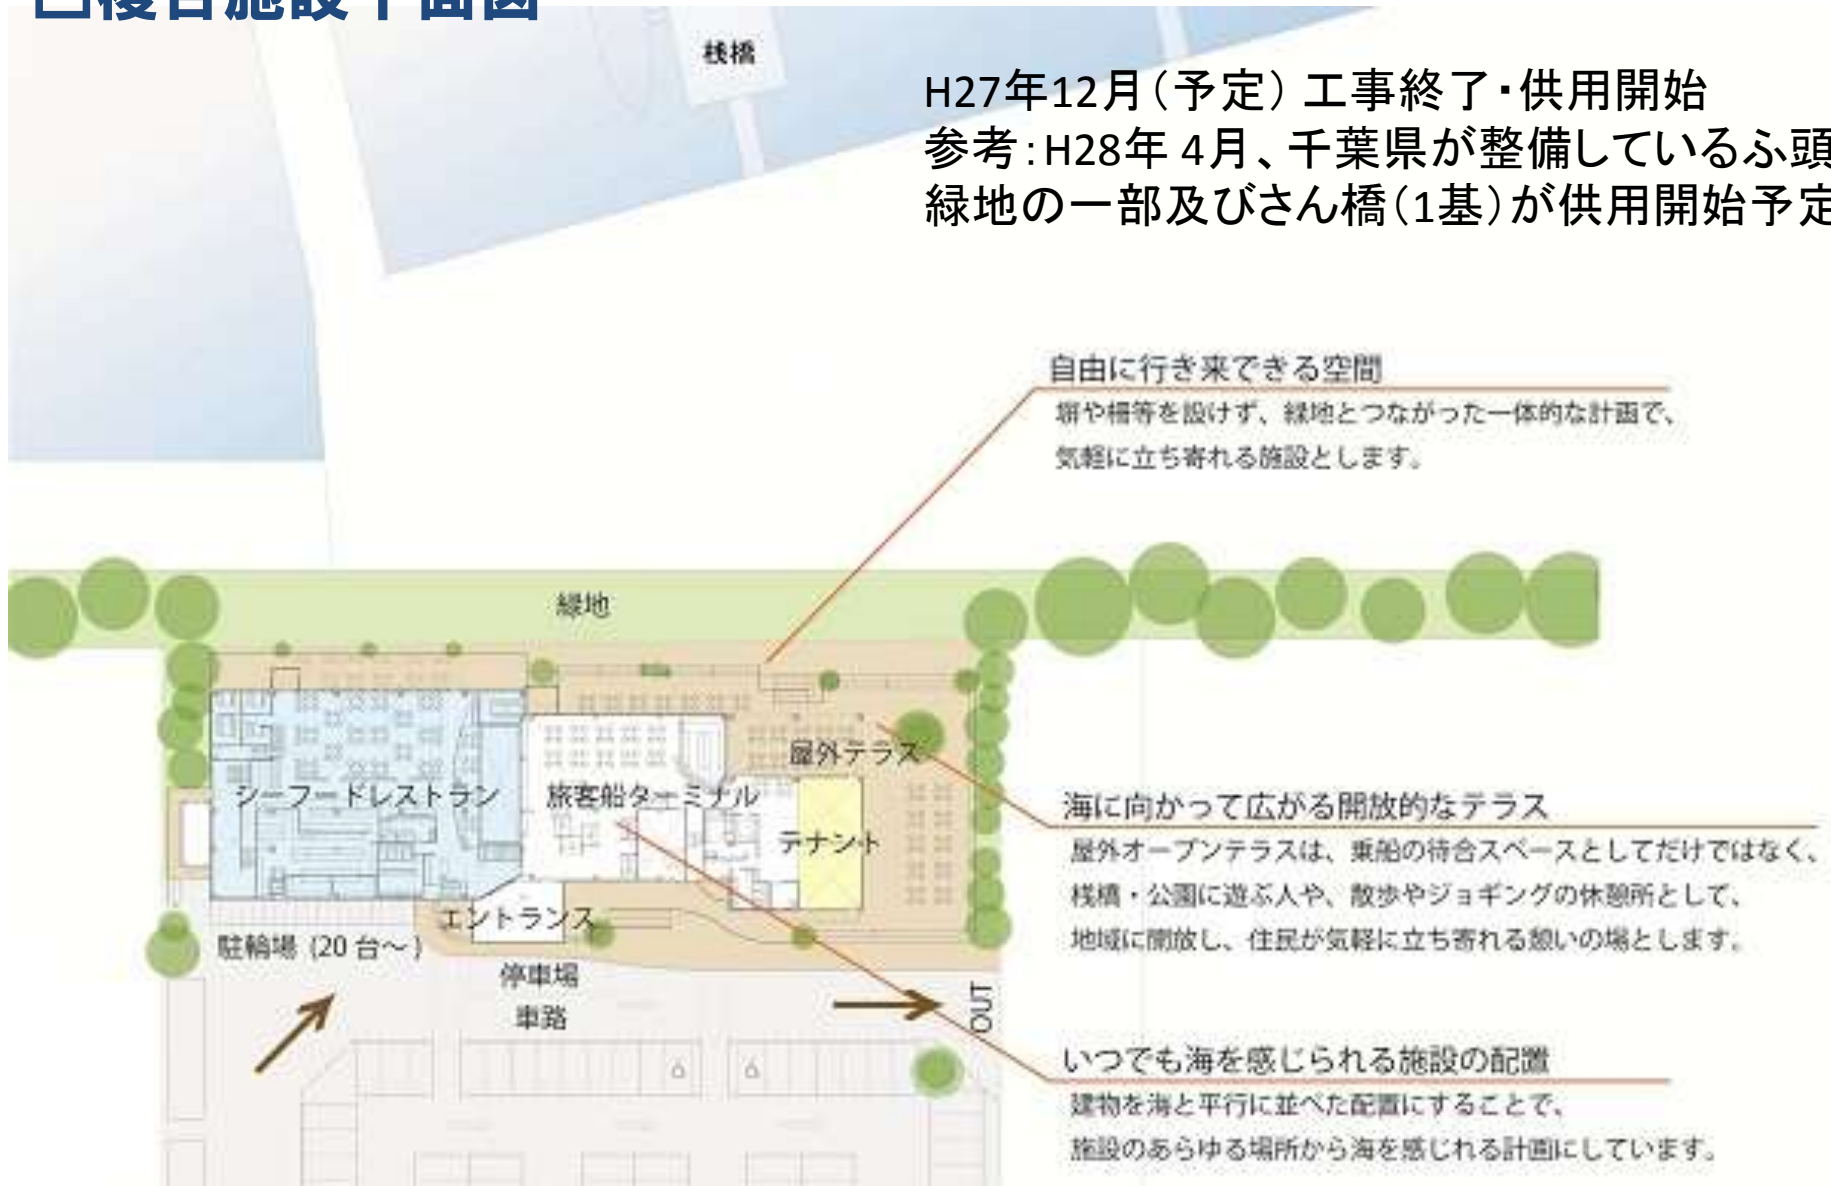 □複合施設平面図
桟橋
H27年12月（予定） 工事終了・供用開始
参考：H28年 4月、千葉県が整備しているふ頭
緑地の一部及びさん橋（1基）が供用開始予定
自由に行き来できる空間
塀や柵等を設けず、緑地とつながった一体的な計画で、
気軽に立ち寄れる施設とします。
緑地
屋外テラス
シーフードレストラン
旅客船ターミナル
テナント
海に向かって広がる開放的なテラス
屋外オープンテラスは、乗船の待合スペースとしてだけではなく、
桟橋・公園に遊ぶ人や、散歩やジョギングの休憩所として、
地域に開放し、住民が気軽に立ち寄れる憩いの場とします。
エントランス
駐輪場 (20 台～ )
停車場
車路
OUT
いつでも海を感じられる施設の配置
建物を海と平行に並べた配置にすることで、
施設のあらゆる場所から海を感じれる計画にしています。